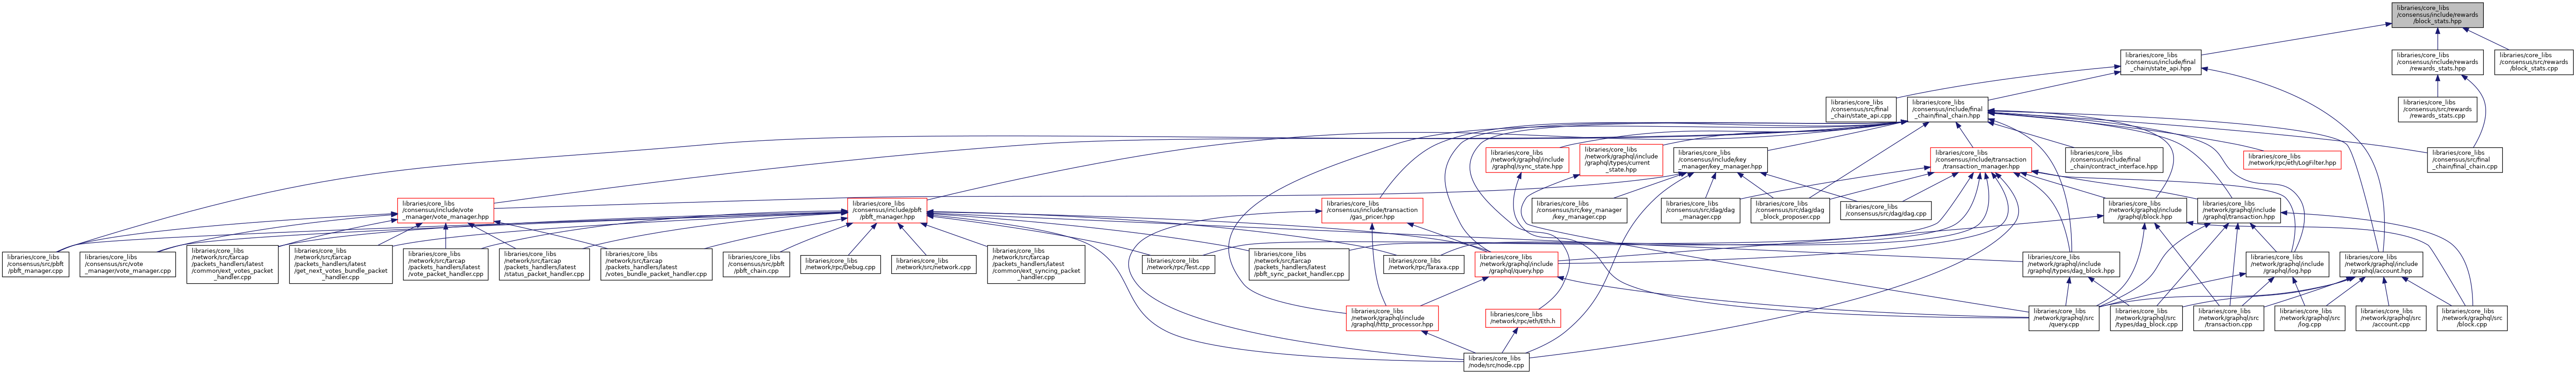 libraries/core_libs
/consensus/include/rewards
/block_stats.hpp
libraries/core_libs
/consensus/include/final
_chain/state_api.hpp
libraries/core_libs
/consensus/include/rewards
/rewards_stats.hpp
libraries/core_libs
/consensus/src/rewards
/block_stats.cpp
libraries/core_libs
/consensus/src/final
_chain/state_api.cpp
libraries/core_libs
/consensus/include/final
_chain/final_chain.hpp
libraries/core_libs
/consensus/src/rewards
/rewards_stats.cpp
libraries/core_libs
/network/graphql/include
/graphql/sync_state.hpp
libraries/core_libs
/network/graphql/include
/graphql/types/current
_state.hpp
libraries/core_libs
/consensus/include/key
_manager/key_manager.hpp
libraries/core_libs
/consensus/include/transaction
/transaction_manager.hpp
libraries/core_libs
/consensus/include/final
_chain/contract_interface.hpp
libraries/core_libs
/network/rpc/eth/LogFilter.hpp
libraries/core_libs
/consensus/src/final
_chain/final_chain.cpp
libraries/core_libs
/consensus/include/vote
_manager/vote_manager.hpp
libraries/core_libs
/consensus/include/pbft
/pbft_manager.hpp
libraries/core_libs
/consensus/include/transaction
/gas_pricer.hpp
libraries/core_libs
/consensus/src/key_manager
/key_manager.cpp
libraries/core_libs
/consensus/src/dag/dag
_manager.cpp
libraries/core_libs
/consensus/src/dag/dag
_block_proposer.cpp
libraries/core_libs
/consensus/src/dag/dag.cpp
libraries/core_libs
/network/graphql/include
/graphql/block.hpp
libraries/core_libs
/network/graphql/include
/graphql/transaction.hpp
libraries/core_libs
/consensus/src/pbft
/pbft_manager.cpp
libraries/core_libs
/consensus/src/vote
_manager/vote_manager.cpp
libraries/core_libs
/network/src/tarcap
/packets_handlers/latest
/common/ext_votes_packet
_handler.cpp
libraries/core_libs
/network/src/tarcap
/packets_handlers/latest
/get_next_votes_bundle_packet
_handler.cpp
libraries/core_libs
/network/src/tarcap
/packets_handlers/latest
/vote_packet_handler.cpp
libraries/core_libs
/network/src/tarcap
/packets_handlers/latest
/status_packet_handler.cpp
libraries/core_libs
/network/src/tarcap
/packets_handlers/latest
/votes_bundle_packet_handler.cpp
libraries/core_libs
/consensus/src/pbft
/pbft_chain.cpp
libraries/core_libs
/network/rpc/Debug.cpp
libraries/core_libs
/network/src/network.cpp
libraries/core_libs
/network/src/tarcap
/packets_handlers/latest
/common/ext_syncing_packet
_handler.cpp
libraries/core_libs
/network/rpc/Test.cpp
libraries/core_libs
/network/src/tarcap
/packets_handlers/latest
/pbft_sync_packet_handler.cpp
libraries/core_libs
/network/rpc/Taraxa.cpp
libraries/core_libs
/network/graphql/include
/graphql/query.hpp
libraries/core_libs
/network/graphql/include
/graphql/types/dag_block.hpp
libraries/core_libs
/network/graphql/include
/graphql/log.hpp
libraries/core_libs
/network/graphql/include
/graphql/account.hpp
libraries/core_libs
/network/graphql/include
/graphql/http_processor.hpp
libraries/core_libs
/network/rpc/eth/Eth.h
libraries/core_libs
/network/graphql/src
/query.cpp
libraries/core_libs
/network/graphql/src
/types/dag_block.cpp
libraries/core_libs
/network/graphql/src
/transaction.cpp
libraries/core_libs
/network/graphql/src
/log.cpp
libraries/core_libs
/network/graphql/src
/account.cpp
libraries/core_libs
/network/graphql/src
/block.cpp
libraries/core_libs
/node/src/node.cpp